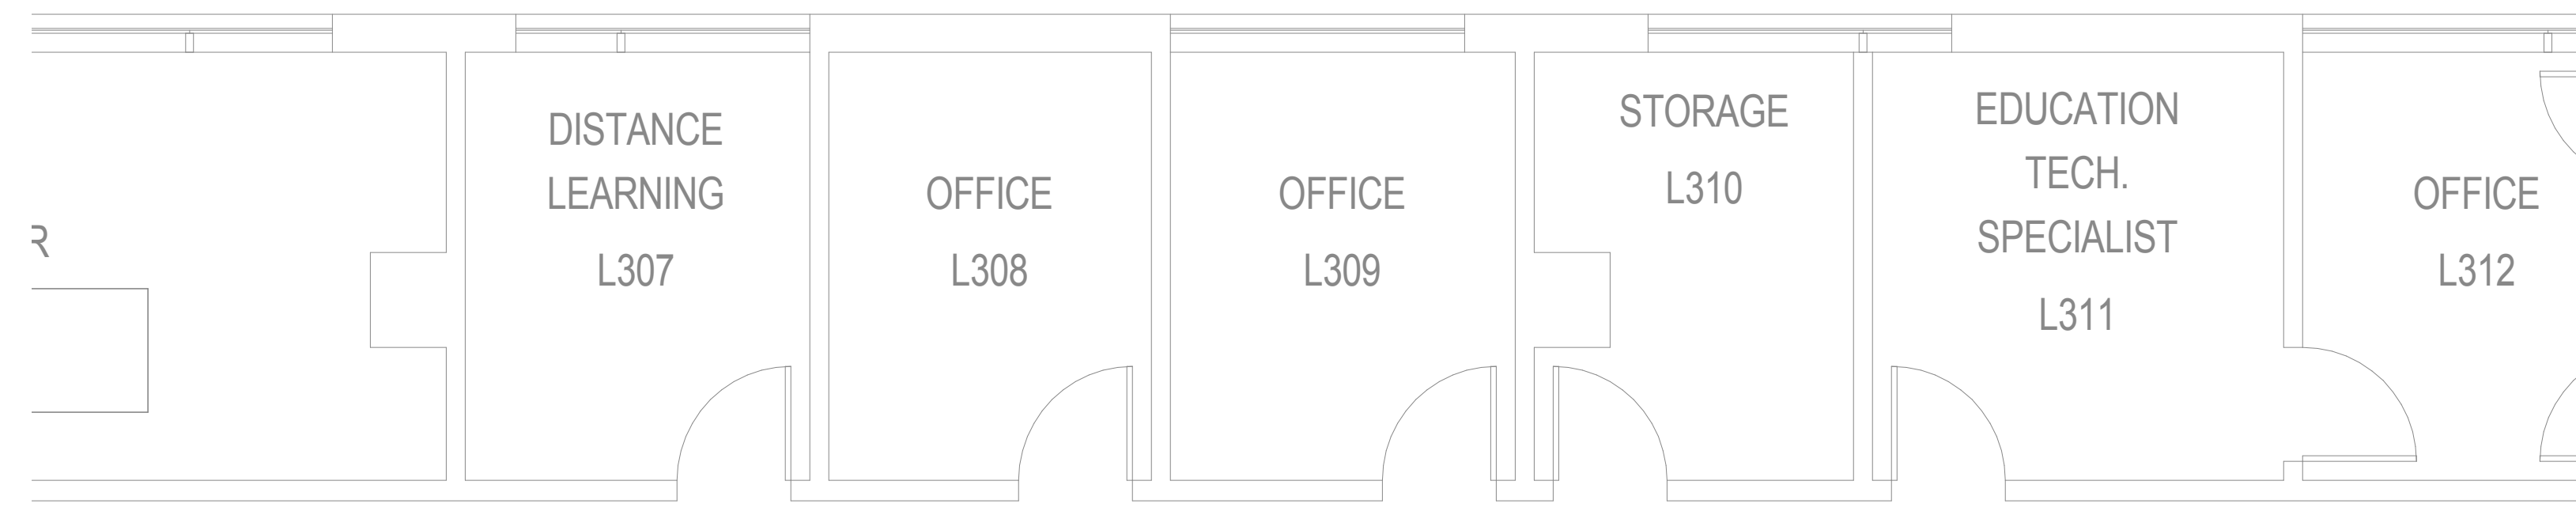 R
DISTANCE
LEARNING
L307
OFFICE
L308
OFFICE
L309
STORAGE
L310
EDUCATION
TECH.
SPECIALIST
L311
OFFICE
L312